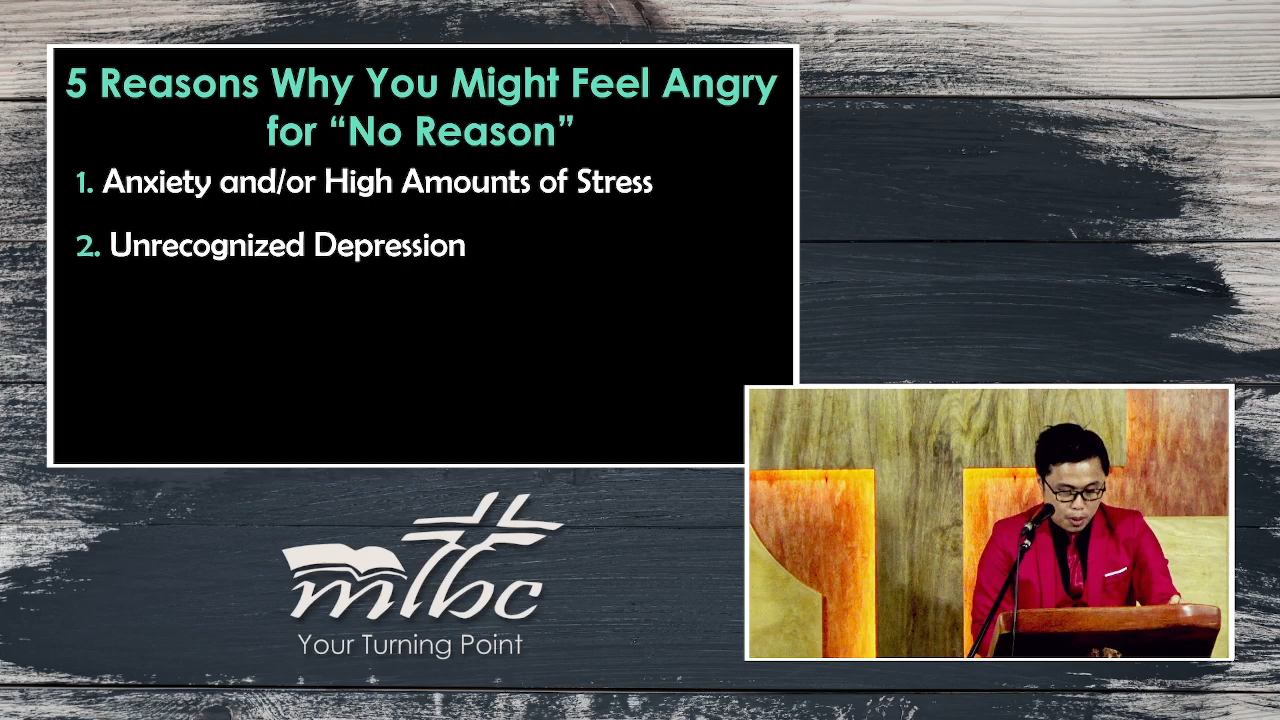 5 Reasons Why You Might Feel Angry
for “No Reason”
1. Anxiety and/or High Amounts of Stress
2. Unrecognized Depression
mlbc
Your Turning Point